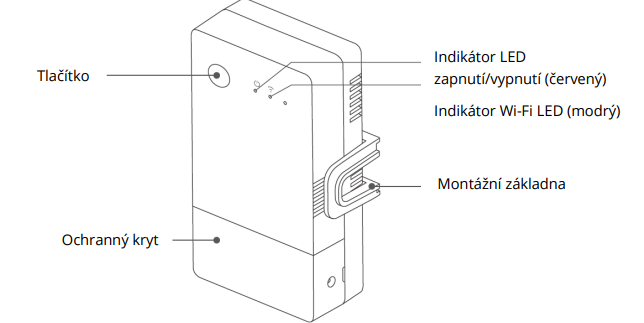 Indikátor LED
zapnutí/vypnutí (červený)
Tlačítko
Indikátor Wi-Fi LED (modrý)
Montážní základna
Ochranný kryt